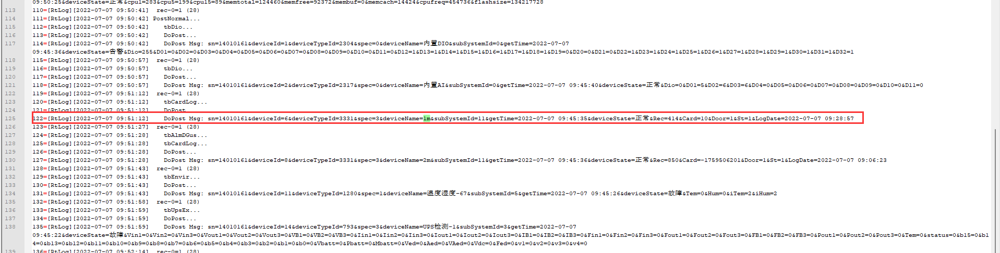 09:50:25&deviceState=正常&cpu1=283&cpu5=199&cpu15=89&memtotal=124460&memfree=92372&membuf=0&memcach=14424&cpufreq=454736&flashsize=134217728
113 110=[RtLog][2022-07-07 09:50:41] rec-0=1 (28)
114 111=[RtLog][2022-07-07 09:50:42] PostNormal...
115 112=[RtLog][2022-07-07 09:50:42] tbDio...
116 113=[RtLog][2022-07-07 09:50:42] DoPost...
117 114=[RtLog][2022-07-07 09:50:42] DoPost Msg: sn=14010161&deviceId=1&deviceTypeId=2304&spec=0&deviceName=内置DIO&subSystemId=0&getTime=2022-07-07
09:45:36&deviceState=告警&Dio=255&D01=0&D02=0&D03=0&D04=0&D05=0&D06=0&D07=0&D08=0&D09=0&D10=0&D11=0&D12=1&D13=1&D14=1&D15=1&D16=1&D17=1&D18=1&D19=0&D20=0&D21=0&D22=1&D23=1&D24=1&D25=1&D26=1&D27=1&D28=1&D29=1&D30=1&D31=1&D32=1
118 115=[RtLog][2022-07-07 09:50:57] rec-0=1 (28)
119 116=[RtLog][2022-07-07 09:50:57] tbDio...
120 117=[RtLog][2022-07-07 09:50:57] DoPost...
121 118=[RtLog][2022-07-07 09:50:57] DoPost Msg: sn=14010161&deviceId=2&deviceTypeId=2317&spec=0&deviceName=内置AI&subSystemId=0&getTime=2022-07-07 09:45:40&deviceState=正常&Dio=0&D01=5&D02=6&D03=6&D04=0&D05=0&D06=0&D07=0&D08=0&D09=0&D10=0&D11=0
122 119=[RtLog][2022-07-07 09:51:12] rec-0=1 (28)
123 120=[RtLog][2022-07-07 09:51:12] tbCardLog...
124 121=[RtLog][2022-07-07 09:51:12] DoPost...
125 122=[RtLog][2022-07-07 09:51:12] DoPost Msg: sn=14010161&deviceId=6&deviceTypeId=3331&spec=3&deviceName=1m&subSystemId=11&getTime=2022-07-07 09:45:35&deviceState=正常&Rec=414&Card=10&Door=1&St=1&LogDate=2022-07-07 09:28:57
126 123=[RtLog][2022-07-07 09:51:27] rec-0=1 (28)
127 124=[RtLog][2022-07-07 09:51:28] tbAlmDGus...
128 125=[RtLog][2022-07-07 09:51:28] tbCardLog...
129 126=[RtLog][2022-07-07 09:51:28] DoPost...
130 127=[RtLog][2022-07-07 09:51:28] DoPost Msg: sn=14010161&deviceId=8&deviceTypeId=3331&spec=3&deviceName=2m&subSystemId=11&getTime=2022-07-07 09:45:36&deviceState=正常&Rec=850&Card=-1759506201&Door=1&St=1&LogDate=2022-07-07 09:06:23
131 128=[RtLog][2022-07-07 09:51:43] rec-0=1 (28)
132 129=[RtLog][2022-07-07 09:51:43] tbEnvir...
133 130=[RtLog][2022-07-07 09:51:43] DoPost...
134 131=[RtLog][2022-07-07 09:51:43] DoPost Msg: sn=14010161&deviceId=11&deviceTypeId=1280&spec=1&deviceName=温度湿度-67&subSystemId=5&getTime=2022-07-07 09:45:26&deviceState=故障&Tem=0&Hum=0&iTem=2&iHum=2
135 132=[RtLog][2022-07-07 09:51:58] rec-0=1 (28)
136 133=[RtLog][2022-07-07 09:51:59] tbUpsEx...
137 134=[RtLog][2022-07-07 09:51:59] DoPost...
138 135=[RtLog][2022-07-07 09:51:59] DoPost Msg: sn=14010161&deviceId=14&deviceTypeId=793&spec=3&deviceName=UPS检测-1&subSystemId=3&getTime=2022-07-07
09:45:22&deviceState=故障&Vin1=0&Vin2=0&Vin3=0&Vout1=0&Vout2=0&Vout3=0&VB1=0&VB2=0&VB3=0&Iin1=0&Iin2=0&Iin3=0&Iout1=0&Iout2=0&Iout3=0&IB1=0&IB2=0&IB3=0&Fin1=0&Fin2=0&Fin3=0&Fout1=0&Fout2=0&Fout3=0&FB1=0&FB2=0&FB3=0&Pout1=0&Pout2=0&Pout3=0&Tem=0&status=0&b15=0&b1
4=0&b13=0&b12=0&b11=0&b10=0&b9=0&b8=0&b7=0&b6=0&b5=0&b4=0&b3=0&b2=0&b1=0&b0=0&Vbatt=0&Pbatt=0&Mbatt=0&Ved=0&Aed=0&VAed=0&Vdc=0&Fed=0&v1=0&v2=0&v3=0&v4=0
139 136=[RtLog][2022-07-07 09:52:14] rec-0=1 (28)